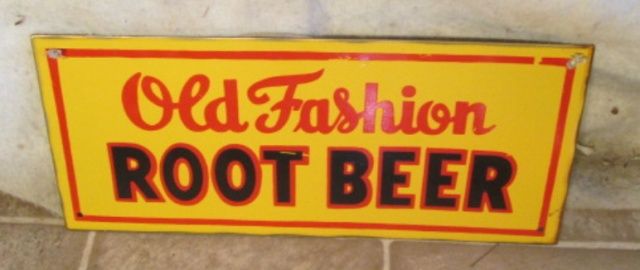 Old Fashion
ROOT BEER